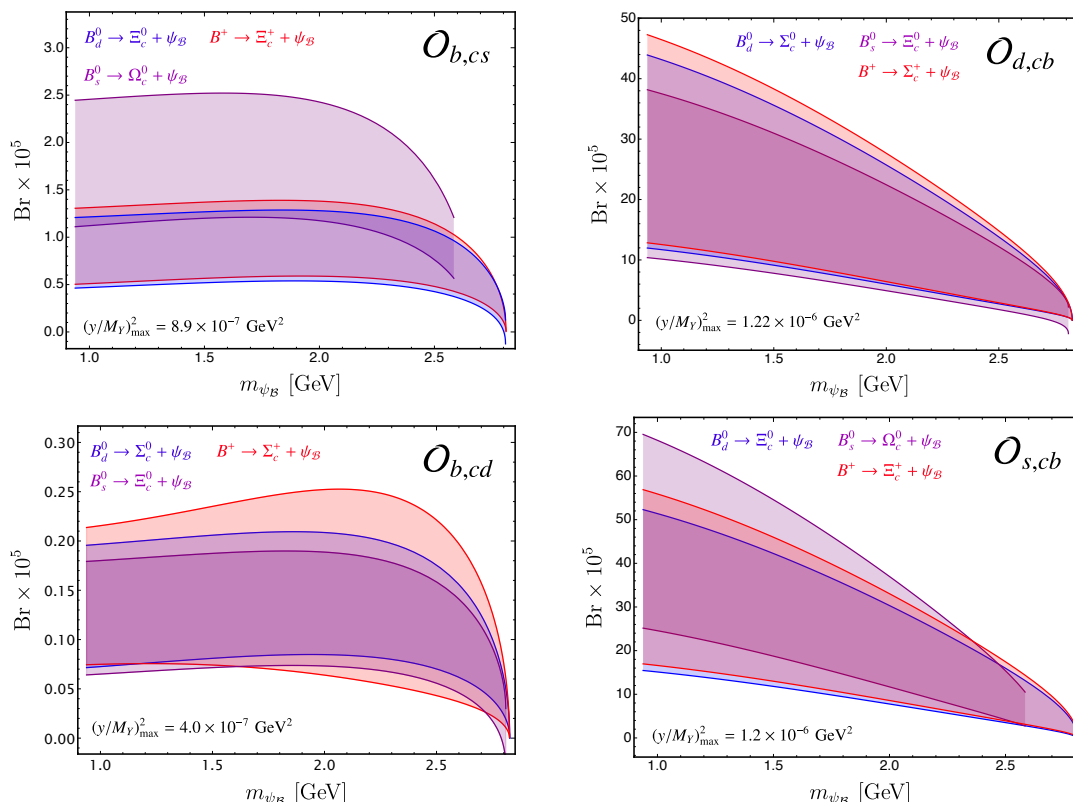 B_d^0 → Ξ_c^0 + ψ_ℬ   B^+ → Ξ_c^+ + ψ_ℬ
B_s^0 → Ω_c^0 + ψ_ℬ
𝒪_{b,cs}
Br × 10^5
3.0
2.5
2.0
1.5
1.0
0.5
0.0
(y/M_Y)^2_max = 8.9 × 10^{-7} GeV^2
1.0 1.5 2.0 2.5
m_{ψ_ℬ} [GeV]
B_d^0 → Σ_c^0 + ψ_ℬ   B_s^0 → Ξ_c^0 + ψ_ℬ
B^+ → Σ_c^+ + ψ_ℬ
𝒪_{d,cb}
Br × 10^5
50
40
30
20
10
0
(y/M_Y)^2_max = 1.22 × 10^{-6} GeV^2
1.0 1.5 2.0 2.5
m_{ψ_ℬ} [GeV]
B_d^0 → Σ_c^0 + ψ_ℬ   B^+ → Σ_c^+ + ψ_ℬ
B_s^0 → Ξ_c^0 + ψ_ℬ
𝒪_{b,cd}
Br × 10^5
0.30
0.25
0.20
0.15
0.10
0.05
0.00
(y/M_Y)^2_max = 4.0 × 10^{-7} GeV^2
1.0 1.5 2.0 2.5
m_{ψ_ℬ} [GeV]
B_d^0 → Ξ_c^0 + ψ_ℬ   B_s^0 → Ω_c^0 + ψ_ℬ
B^+ → Ξ_c^+ + ψ_ℬ
𝒪_{s,cb}
Br × 10^5
70
60
50
40
30
20
10
0
(y/M_Y)^2_max = 1.2 × 10^{-6} GeV^2
1.0 1.5 2.0 2.5
m_{ψ_ℬ} [GeV]